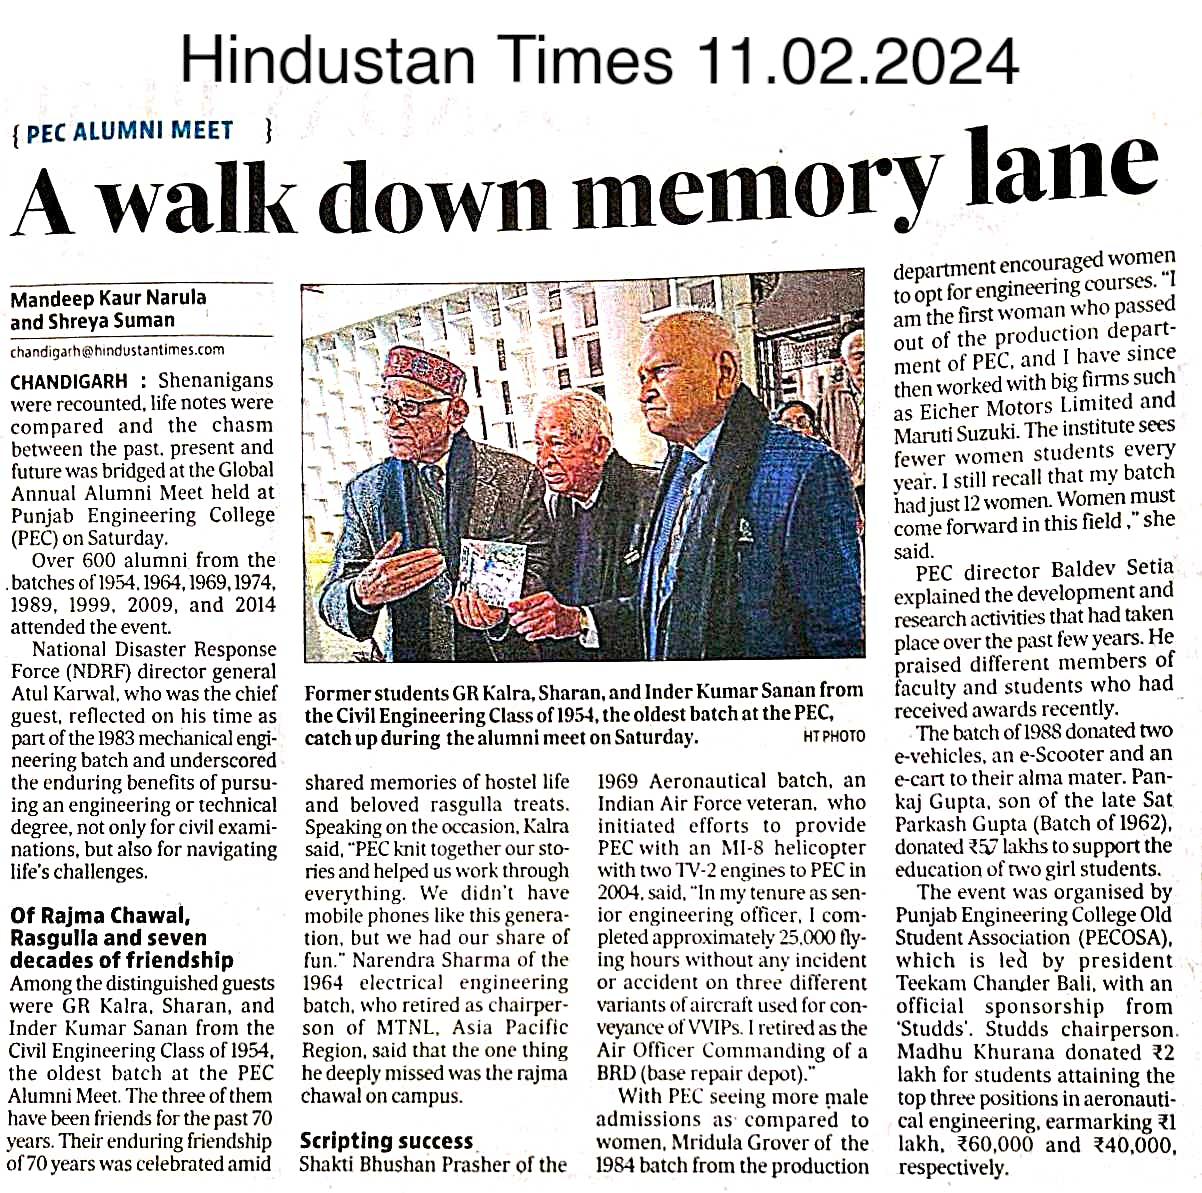 Hindustan Times 11.02.2024
{ PEC ALUMNI MEET }
A walk down memory lane
Mandeep Kaur Narula
and Shreya Suman
chandigarh@hindustantimes.com
CHANDIGARH : Shenanigans
were recounted, life notes were
compared and the chasm
between the past, present and
future was bridged at the Global
Annual Alumni Meet held at
Punjab Engineering College
(PEC) on Saturday.
Over 600 alumni from the
batches of 1954, 1964, 1969, 1974,
1989, 1999, 2009, and 2014
attended the event.
National Disaster Response
Force (NDRF) director general
Atul Karwal, who was the chief
guest, reflected on his time as
part of the 1983 mechanical engi-
neering batch and underscored
the enduring benefits of pursu-
ing an engineering or technical
degree, not only for civil exami-
nations, but also for navigating
life's challenges.
Of Rajma Chawal,
Rasgulla and seven
decades of friendship
Among the distinguished guests
were GR Kalra, Sharan, and
Inder Kumar Sanan from the
Civil Engineering Class of 1954,
the oldest batch at the PEC
Alumni Meet. The three of them
have been friends for the past 70
years. Their enduring friendship
of 70 years was celebrated amid
Former students GR Kalra, Sharan, and Inder Kumar Sanan from
the Civil Engineering Class of 1954, the oldest batch at the PEC,
catch up during the alumni meet on Saturday. HT PHOTO
shared memories of hostel life
and beloved rasgulla treats.
Speaking on the occasion, Kalra
said, “PEC knit together our sto-
ries and helped us work through
everything. We didn't have
mobile phones like this genera-
tion, but we had our share of
fun.” Narendra Sharma of the
1964 electrical engineering
batch, who retired as chairper-
son of MTNL, Asia Pacific
Region, said that the one thing
he deeply missed was the rajma
chawal on campus.
Scripting success
Shakti Bhushan Prasher of the
1969 Aeronautical batch, an
Indian Air Force veteran, who
initiated efforts to provide
PEC with an MI-8 helicopter
with two TV-2 engines to PEC in
2004, said, “In my tenure as sen-
ior engineering officer, I com-
pleted approximately 25,000 fly-
ing hours without any incident
or accident on three different
variants of aircraft used for con-
veyance of VVIPs. I retired as the
Air Officer Commanding of a
BRD (base repair depot).”
With PEC seeing more male
admissions as compared to
women, Mridula Grover of the
1984 batch from the production
department encouraged women
to opt for engineering courses. “I
am the first woman who passed
out of the production depart-
ment of PEC, and I have since
then worked with big firms such
as Eicher Motors Limited and
Maruti Suzuki. The institute sees
fewer women students every
year. I still recall that my batch
had just 12 women. Women must
come forward in this field ,” she
said.
PEC director Baldev Setia
explained the development and
research activities that had taken
place over the past few years. He
praised different members of
faculty and students who had
received awards recently.
The batch of 1988 donated two
e-vehicles, an e-Scooter and an
e-cart to their alma mater. Pan-
kaj Gupta, son of the late Sat
Parkash Gupta (Batch of 1962),
donated ₹5.7 lakhs to support the
education of two girl students.
The event was organised by
Punjab Engineering College Old
Student Association (PECOSA),
which is led by president
Teekam Chander Bali, with an
official sponsorship from
‘Studds’. Studds chairperson
Madhu Khurana donated ₹2
lakh for students attaining the
top three positions in aeronauti-
cal engineering, earmarking ₹1
lakh, ₹60,000 and ₹40,000,
respectively.